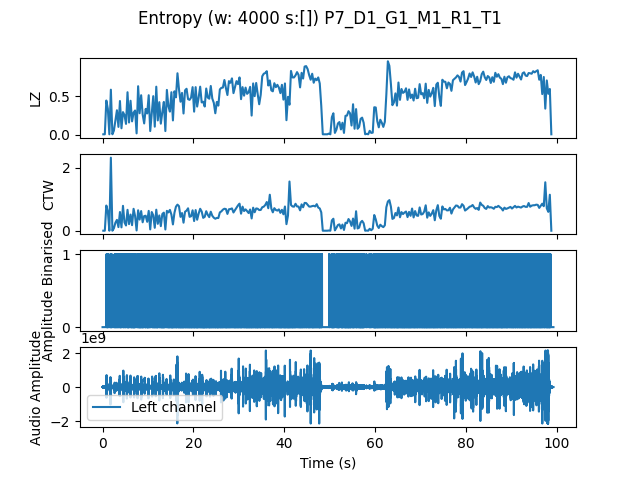 Entropy (w: 4000 s:[]) P7_D1_G1_M1_R1_T1
LZ
0.5
0.0
CTW
2
0
Amplitude Binarised
1
0
1e9
Audio Amplitude
2
0
−2
Left channel
0 20 40 60 80 100
Time (s)